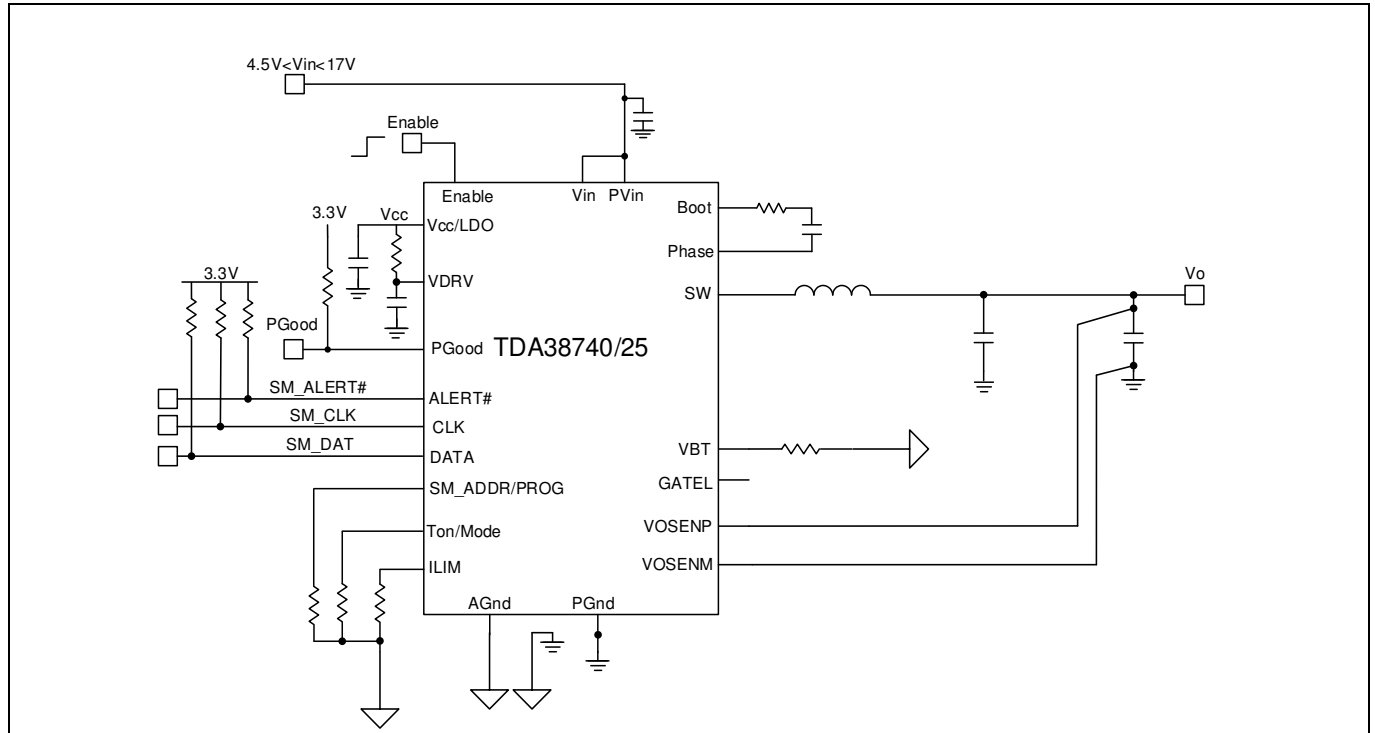 4.5V<Vin<17V
Enable
Enable
Vin
PVin
3.3V
Vcc
Vcc/LDO
Boot
Phase
3.3V
VDRV
SW
Vo
PGood
PGood
TDA38740/25
SM_ALERT#
ALERT#
SM_CLK
CLK
SM_DAT
DATA
VBT
SM_ADDR/PROG
GATEL
Ton/Mode
VOSENP
ILIM
VOSENM
AGnd
PGnd